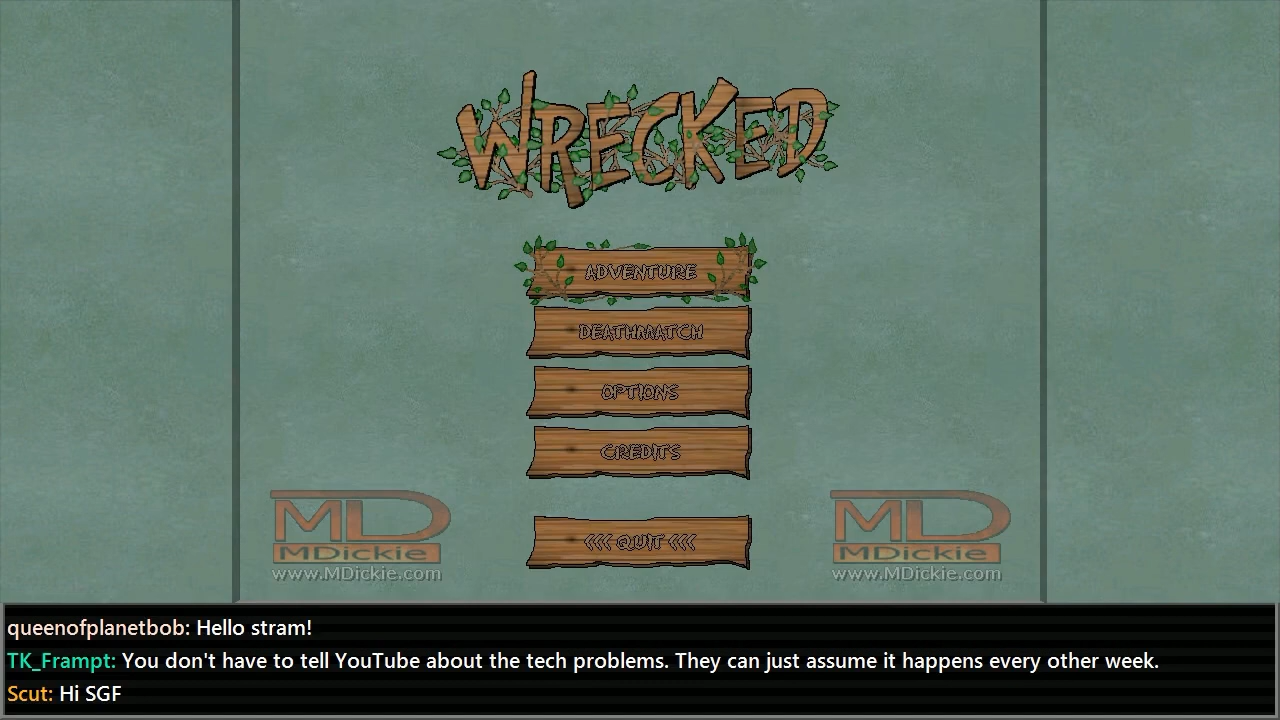 WRECKED
ADVENTURE
DEATHMATCH
OPTIONS
CREDITS
<<< QUIT <<<
MD
MDickie
www.MDickie.com
MD
MDickie
www.MDickie.com
queenofplanetbob: Hello stram!
TK_Frampt: You don't have to tell YouTube about the tech problems. They can just assume it happens every other week.
Scut: Hi SGF